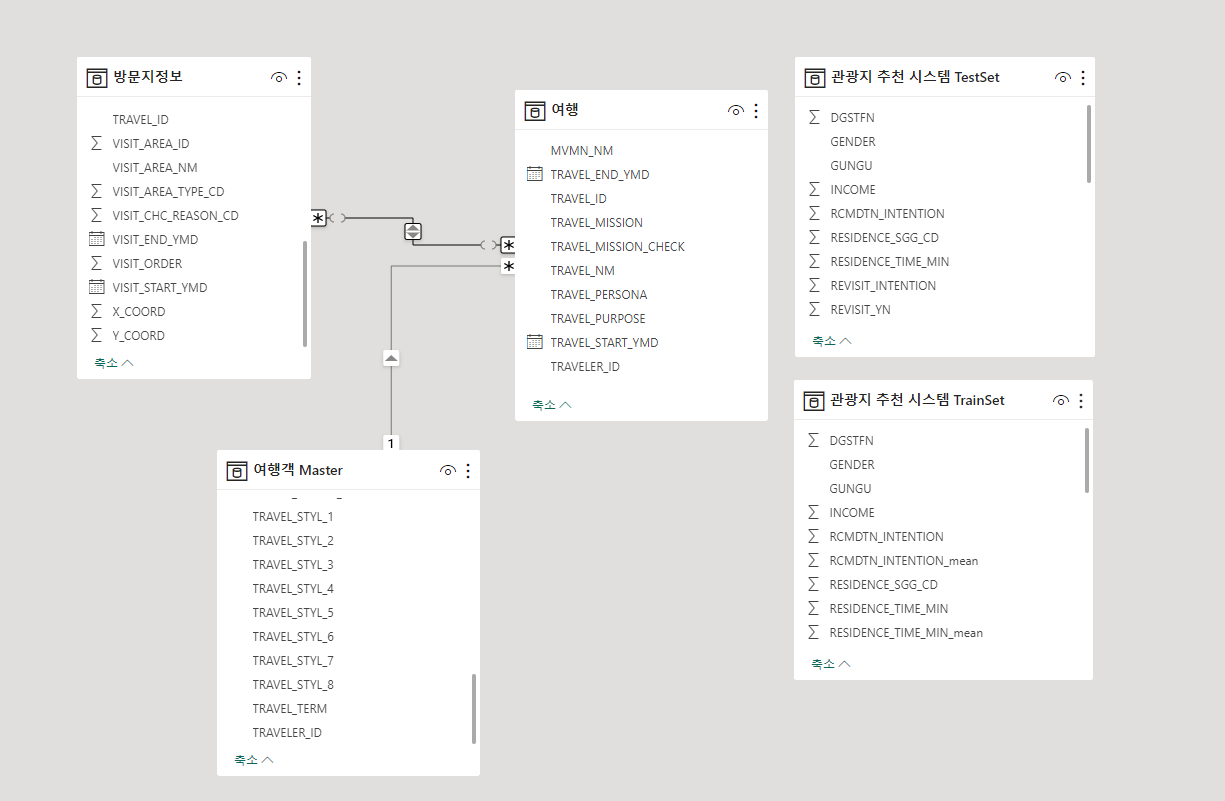 방문지정보
TRAVEL_ID
VISIT_AREA_ID
VISIT_AREA_NM
VISIT_AREA_TYPE_CD
VISIT_CHC_REASON_CD
VISIT_END_YMD
VISIT_ORDER
VISIT_START_YMD
X_COORD
Y_COORD
축소
여행
MVMN_NM
TRAVEL_END_YMD
TRAVEL_ID
TRAVEL_MISSION
TRAVEL_MISSION_CHECK
TRAVEL_NM
TRAVEL_PERSONA
TRAVEL_PURPOSE
TRAVEL_START_YMD
TRAVELER_ID
축소
*
*
*
1
여행객 Master
TRAVEL_STYL_1
TRAVEL_STYL_2
TRAVEL_STYL_3
TRAVEL_STYL_4
TRAVEL_STYL_5
TRAVEL_STYL_6
TRAVEL_STYL_7
TRAVEL_STYL_8
TRAVEL_TERM
TRAVELER_ID
축소
관광지 추천 시스템 TestSet
DGSTFN
GENDER
GUNGU
INCOME
RCMDTN_INTENTION
RESIDENCE_SGG_CD
RESIDENCE_TIME_MIN
REVISIT_INTENTION
REVISIT_YN
축소
관광지 추천 시스템 TrainSet
DGSTFN
GENDER
GUNGU
INCOME
RCMDTN_INTENTION
RCMDTN_INTENTION_mean
RESIDENCE_SGG_CD
RESIDENCE_TIME_MIN
RESIDENCE_TIME_MIN_mean
축소